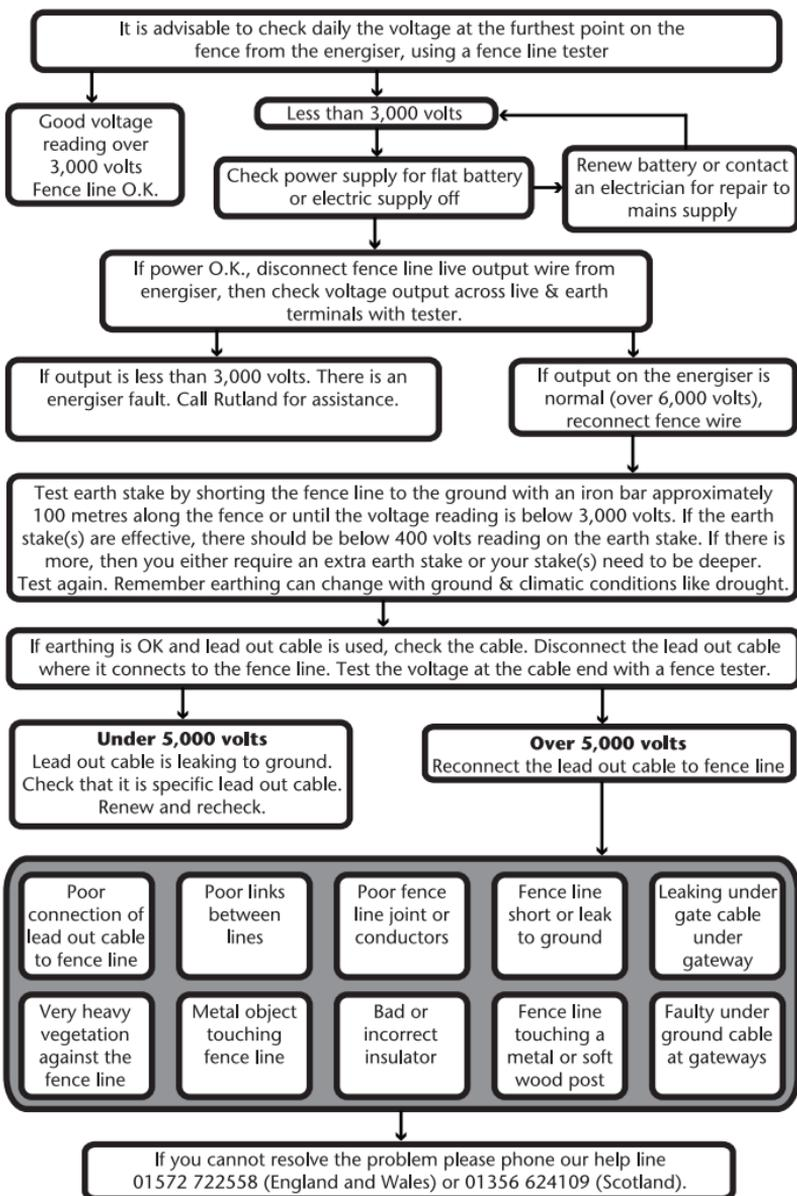 It is advisable to check daily the voltage at the furthest point on the
fence from the energiser, using a fence line tester
Good voltage
reading over
3,000 volts
Fence line O.K.
Less than 3,000 volts
Check power supply for flat battery
or electric supply off
Renew battery or contact
an electrician for repair to
mains supply
If power O.K., disconnect fence line live output wire from
energiser, then check voltage output across live & earth
terminals with tester.
If output is less than 3,000 volts. There is an
energiser fault. Call Rutland for assistance.
If output on the energiser is
normal (over 6,000 volts),
reconnect fence wire
Test earth stake by shorting the fence line to the ground with an iron bar approximately
100 metres along the fence or until the voltage reading is below 3,000 volts. If the earth
stake(s) are effective, there should be below 400 volts reading on the earth stake. If there is
more, then you either require an extra earth stake or your stake(s) need to be deeper.
Test again. Remember earthing can change with ground & climatic conditions like drought.
If earthing is OK and lead out cable is used, check the cable. Disconnect the lead out cable
where it connects to the fence line. Test the voltage at the cable end with a fence tester.
Under 5,000 volts
Lead out cable is leaking to ground.
Check that it is specific lead out cable.
Renew and recheck.
Over 5,000 volts
Reconnect the lead out cable to fence line
Poor
connection of
lead out cable
to fence line
Poor links
between
lines
Poor fence
line joint or
conductors
Fence line
short or leak
to ground
Leaking under
gate cable
under
gateway
Very heavy
vegetation
against the
fence line
Metal object
touching
fence line
Bad or
incorrect
insulator
Fence line
touching a
metal or soft
wood post
Faulty under
ground cable
at gateways
If you cannot resolve the problem please phone our help line
01572 722558 (England and Wales) or 01356 624109 (Scotland).